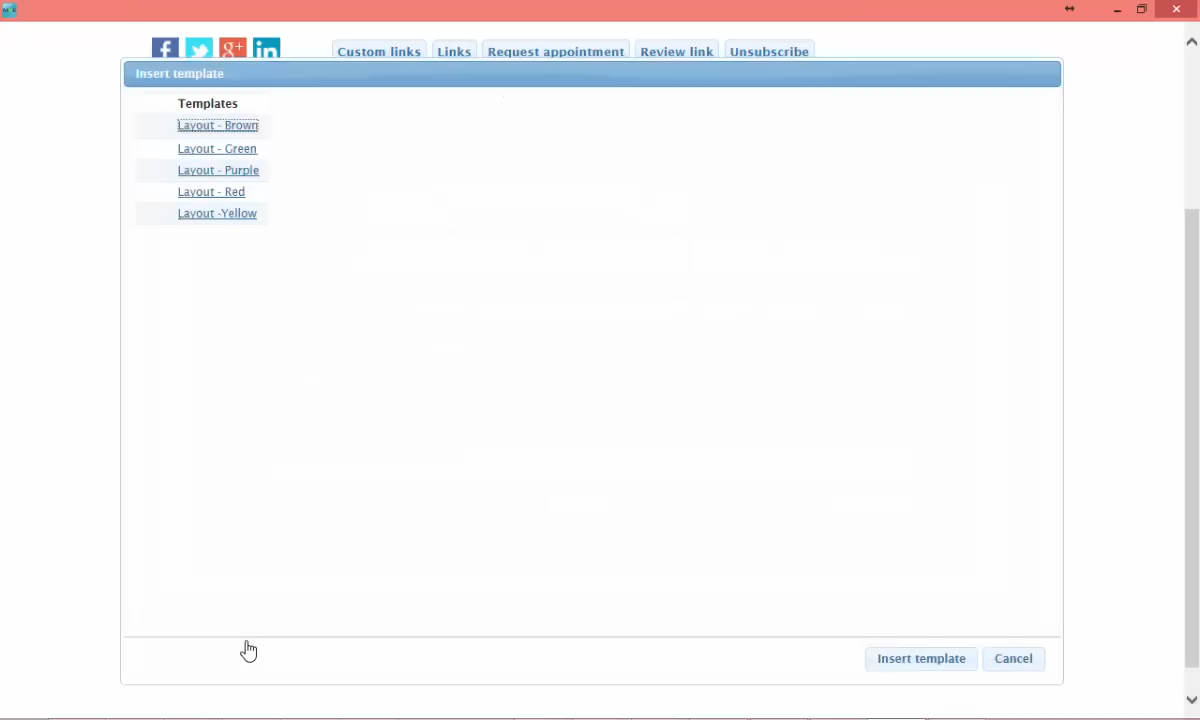 Custom links Links Request appointment Review link Unsubscribe
Insert template
Templates
Layout - Brown
Layout - Green
Layout - Purple
Layout - Red
Layout -Yellow
Insert template Cancel